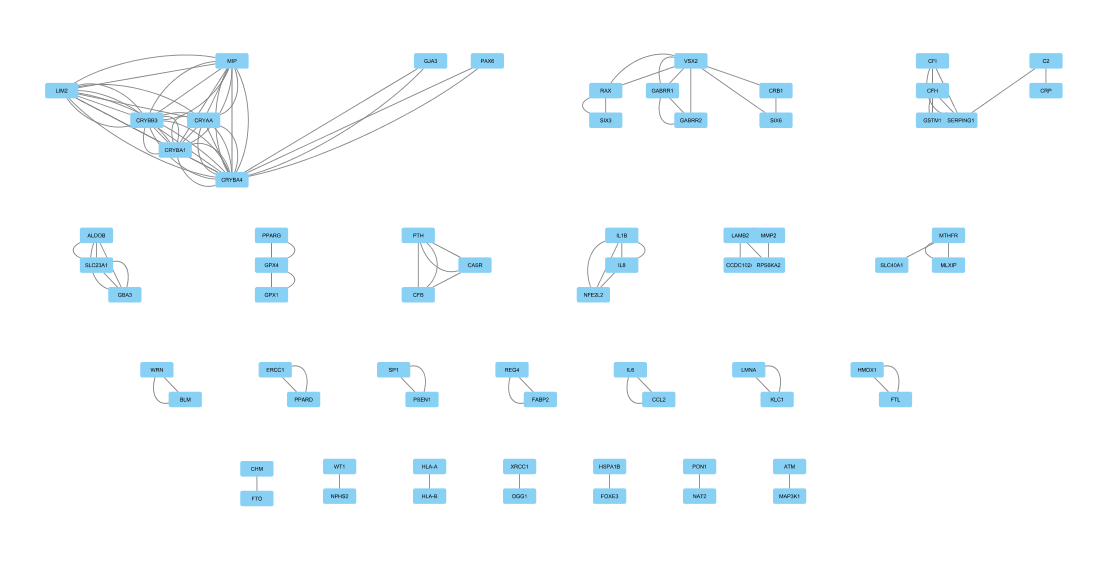 MIP
GJA3
PAX6
VSX2
CFI
C2
LIM2
RAX
GABRR1
CRB1
CFH
CRP
CRYBB3
CRYAA
SIX3
GABRR2
SIX6
GSTM1
SERPING1
CRYBA1
CRYBA4
ALDOB
PPARG
PTH
IL1B
LAMB2
MMP2
MTHFR
SLC23A1
GPX4
CASR
IL8
CCDC102A
RPS6KA2
SLC40A1
MLXIP
GBA3
GPX1
CFB
NFE2L2
WRN
ERCC1
SP1
REG4
IL6
LMNA
HMOX1
BLM
PPARD
PSEN1
FABP2
CCL2
KLC1
FTL
CHM
WT1
HLA-A
XRCC1
HSPA1B
PON1
ATM
FTO
NPHS2
HLA-B
OGG1
FOXE3
NAT2
MAP3K1